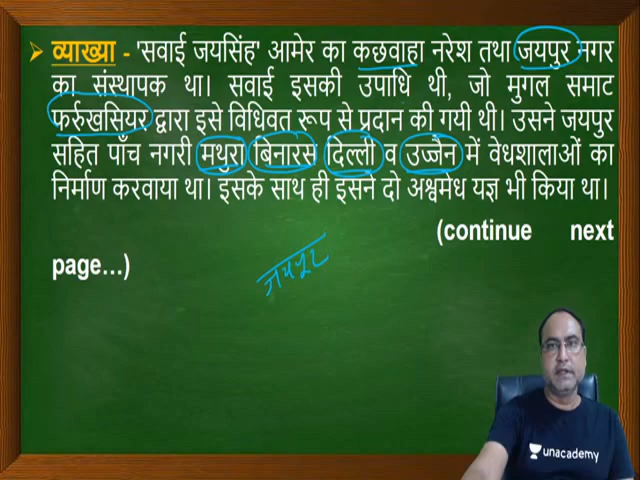 ➤ व्याख्या - 'सवाई जयसिंह' आमेर का कछवाहा नरेश तथा जयपुर नगर
का संस्थापक था। सवाई इसकी उपाधि थी, जो मुगल सम्राट
फर्रुखसियर द्वारा इसे विधिवत रूप से प्रदान की गयी थी। उसने जयपुर
सहित पाँच नगरी मथुरा बिनारस दिल्ली व उज्जैन में वेधशालाओं का
निर्माण करवाया था। इसके साथ ही इसने दो अश्वमेध यज्ञ भी किया था।
(continue next
page...)
जयपुर
unacademy